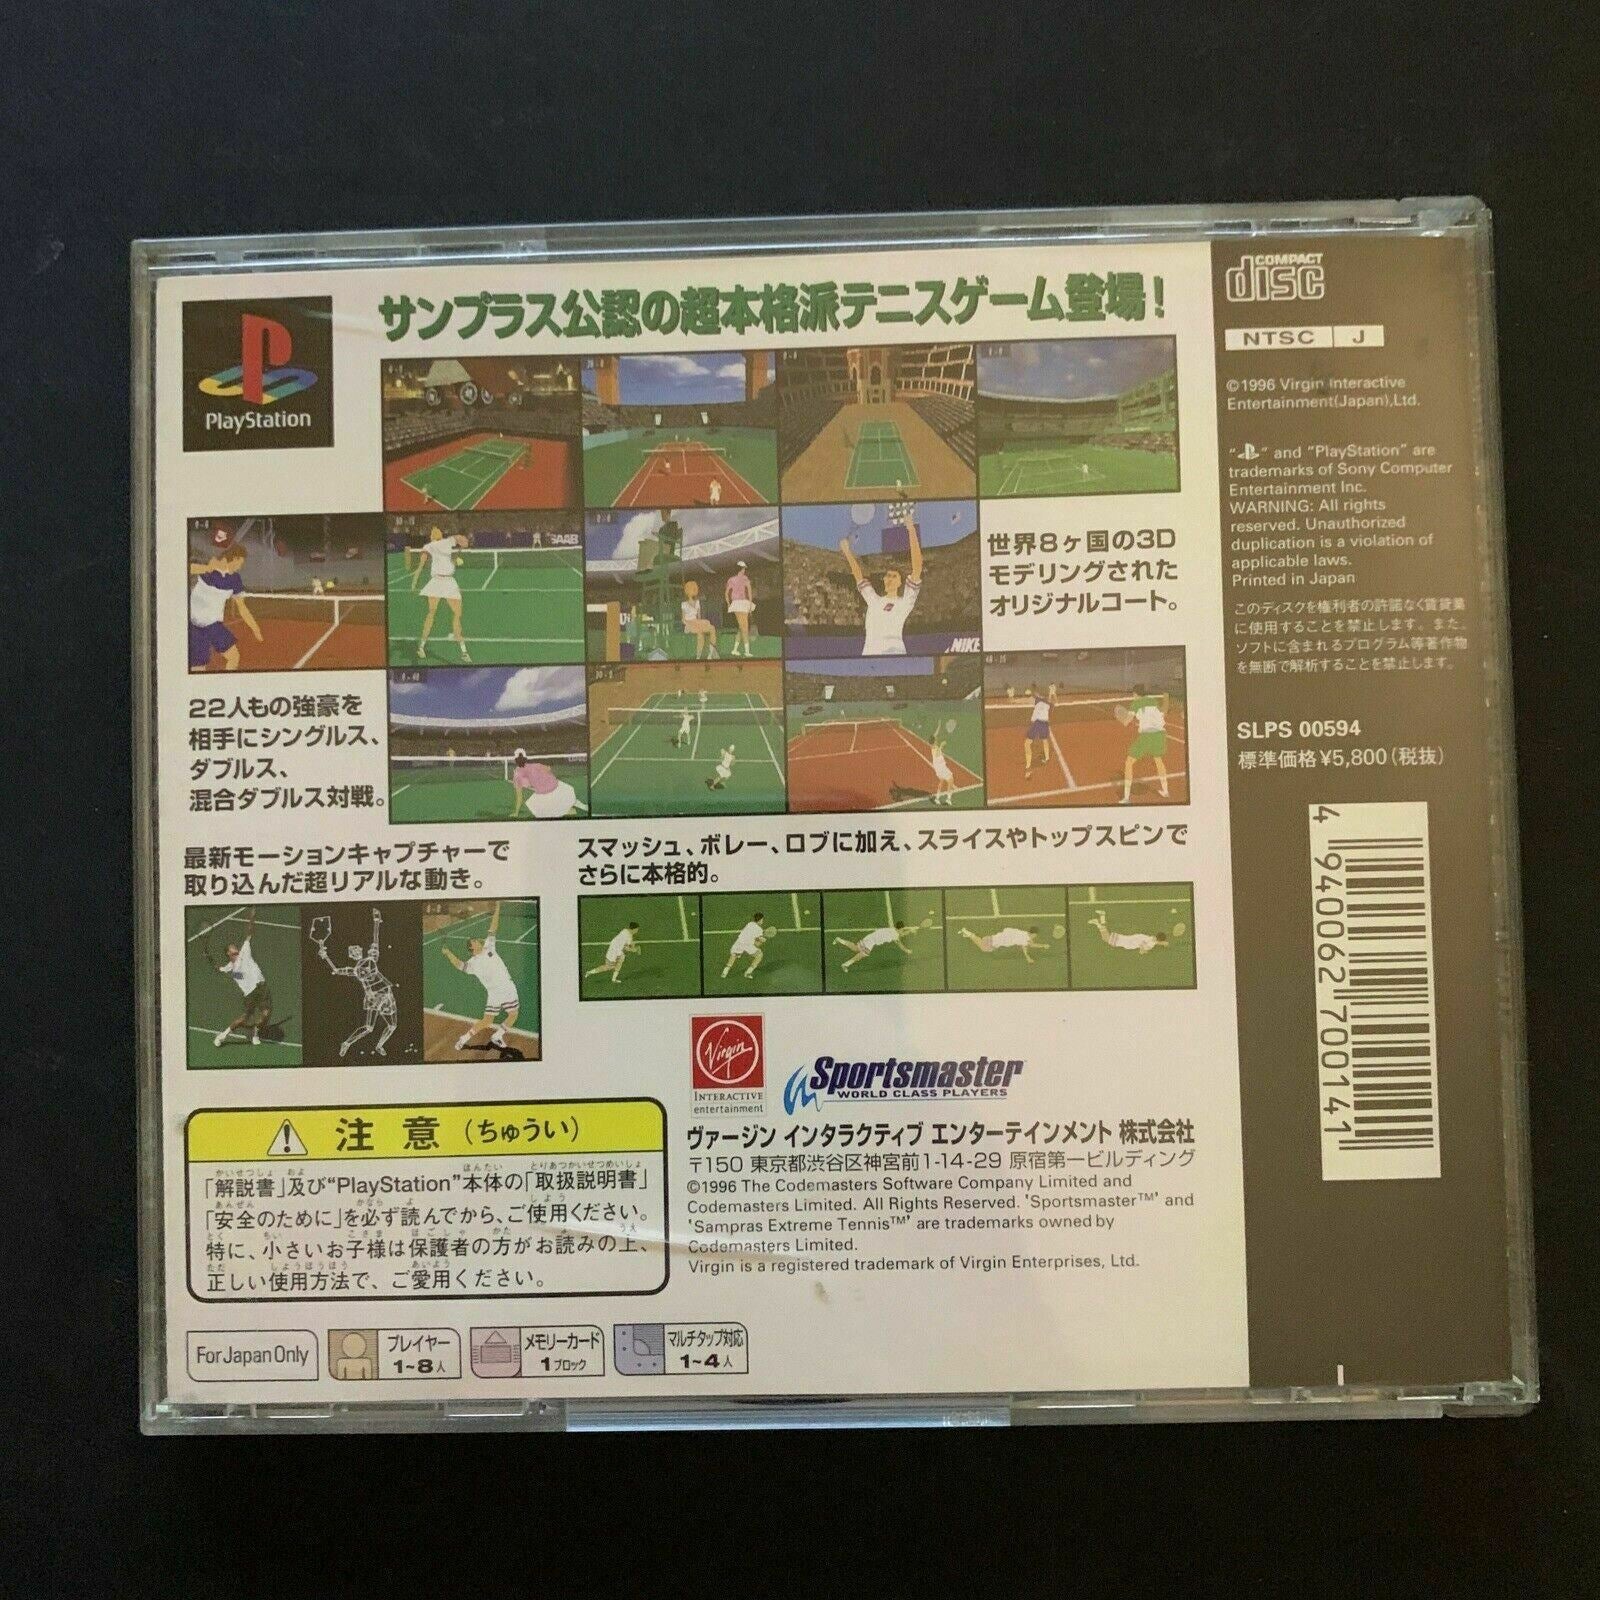 サンプラス公認の超本格派テニスゲーム登場!
PlayStation
SAAB
NIKE
世界8ヶ国の3D
モデリングされた
オリジナルコート。
22人もの強豪を
相手にシングルス、
ダブルス、
混合ダブルス対戦。
最新モーションキャプチャーで
取り込んだ超リアルな動き。
スマッシュ、ボレー、ロブに加え、スライスやトップスピンで
さらに本格的。
Virgin
INTERACTIVE
entertainment
Sportsmaster
WORLD CLASS PLAYERS
ヴァージン インタラクティブ エンターテインメント 株式会社
〒150 東京都渋谷区神宮前1-14-29 原宿第一ビルディング
©1996 The Codemasters Software Company Limited and
Codemasters Limited. All Rights Reserved. 'Sportsmaster™' and
'Sampras Extreme Tennis™' are trademarks owned by
Codemasters Limited.
Virgin is a registered trademark of Virgin Enterprises, Ltd.
注意(ちゅうい)
「解説書」及び"PlayStation"本体の「取扱説明書」
「安全のために」を必ず読んでから、ご使用ください。
特に、小さいお子様は保護者の方がお読みの上、
正しい使用方法で、ご愛用ください。
For Japan Only
プレイヤー
1~8人
メモリーカード
1ブロック
マルチタップ対応
1~4人
COMPACT
disc
NTSC J
©1996 Virgin Interactive
Entertainment(Japan),Ltd.
" " and "PlayStation" are
trademarks of Sony Computer
Entertainment Inc.
WARNING: All rights
reserved. Unauthorized
duplication is a violation of
applicable laws.
Printed in Japan
このディスクを権利者の許諾なく賃貸業
に使用することを禁止します。また、
ソフトに含まれるプログラム等著作物
を無断で解析することを禁止します。
SLPS 00594
標準価格¥5,800(税抜)
4 940062 700141